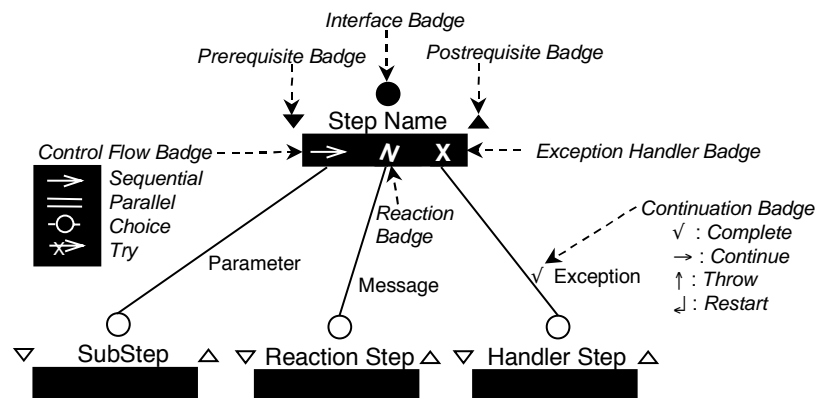 Interface Badge
Prerequisite Badge
Postrequisite Badge
Step Name
Control Flow Badge
X
Exception Handler Badge
Sequential
Parallel
Choice
Try
Reaction
Badge
Continuation Badge
√ : Complete
→ : Continue
↑ : Throw
↲ : Restart
Parameter
Message
√ Exception
SubStep
Reaction Step
Handler Step